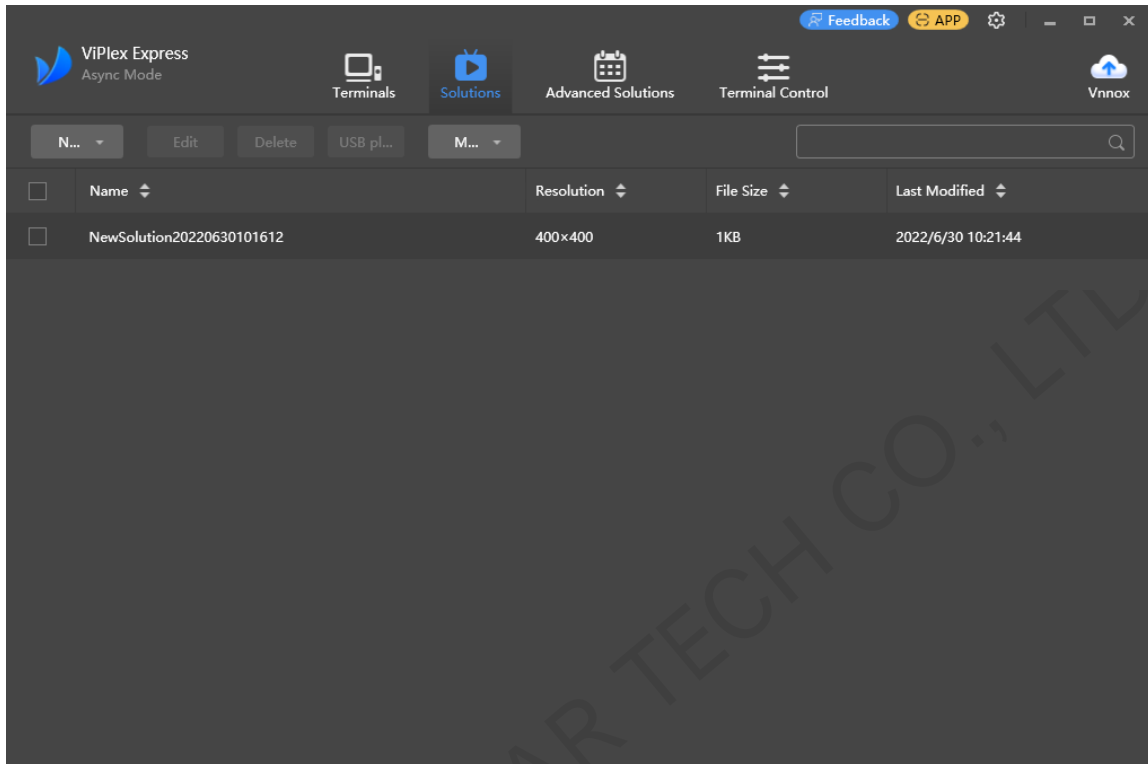 Feedback APP
ViPlex Express
Async Mode
Terminals Solutions Advanced Solutions Terminal Control Vnnox
N... Edit Delete USB pl... M...
Name Resolution File Size Last Modified
NewSolution20220630101612 400×400 1KB 2022/6/30 10:21:44
AR TECH CO., LTD